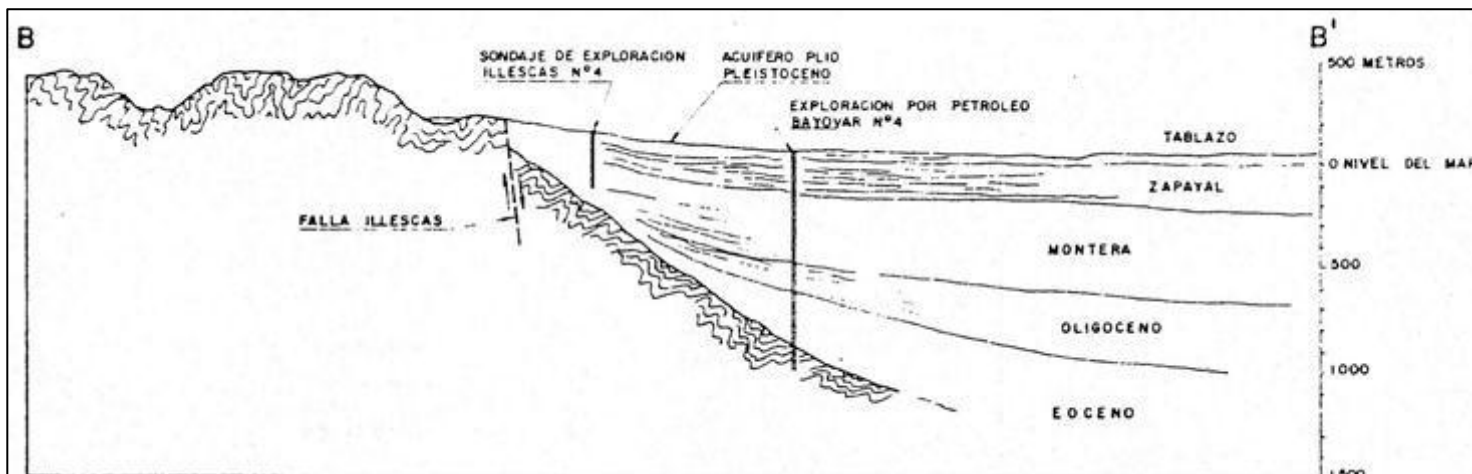 B
B'
SONDAJE DE EXPLORACION
ILLESCAS Nº4
ACUIFERO PLIO
PLEISTOCENO
500 METROS
EXPLORACION POR PETROLEO
BAYOVAR Nº4
TABLAZO
0 NIVEL DEL MAR
ZAPAYAL
FALLA ILLESCAS
MONTERA
500
OLIGOCENO
1000
EOCENO
1500